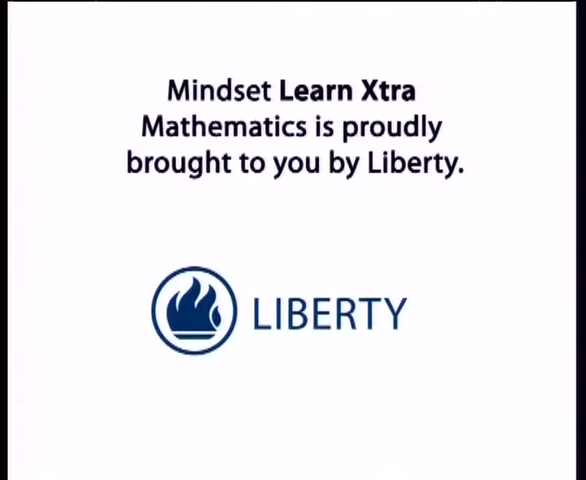 Mindset Learn Xtra
Mathematics is proudly
brought to you by Liberty.
LIBERTY